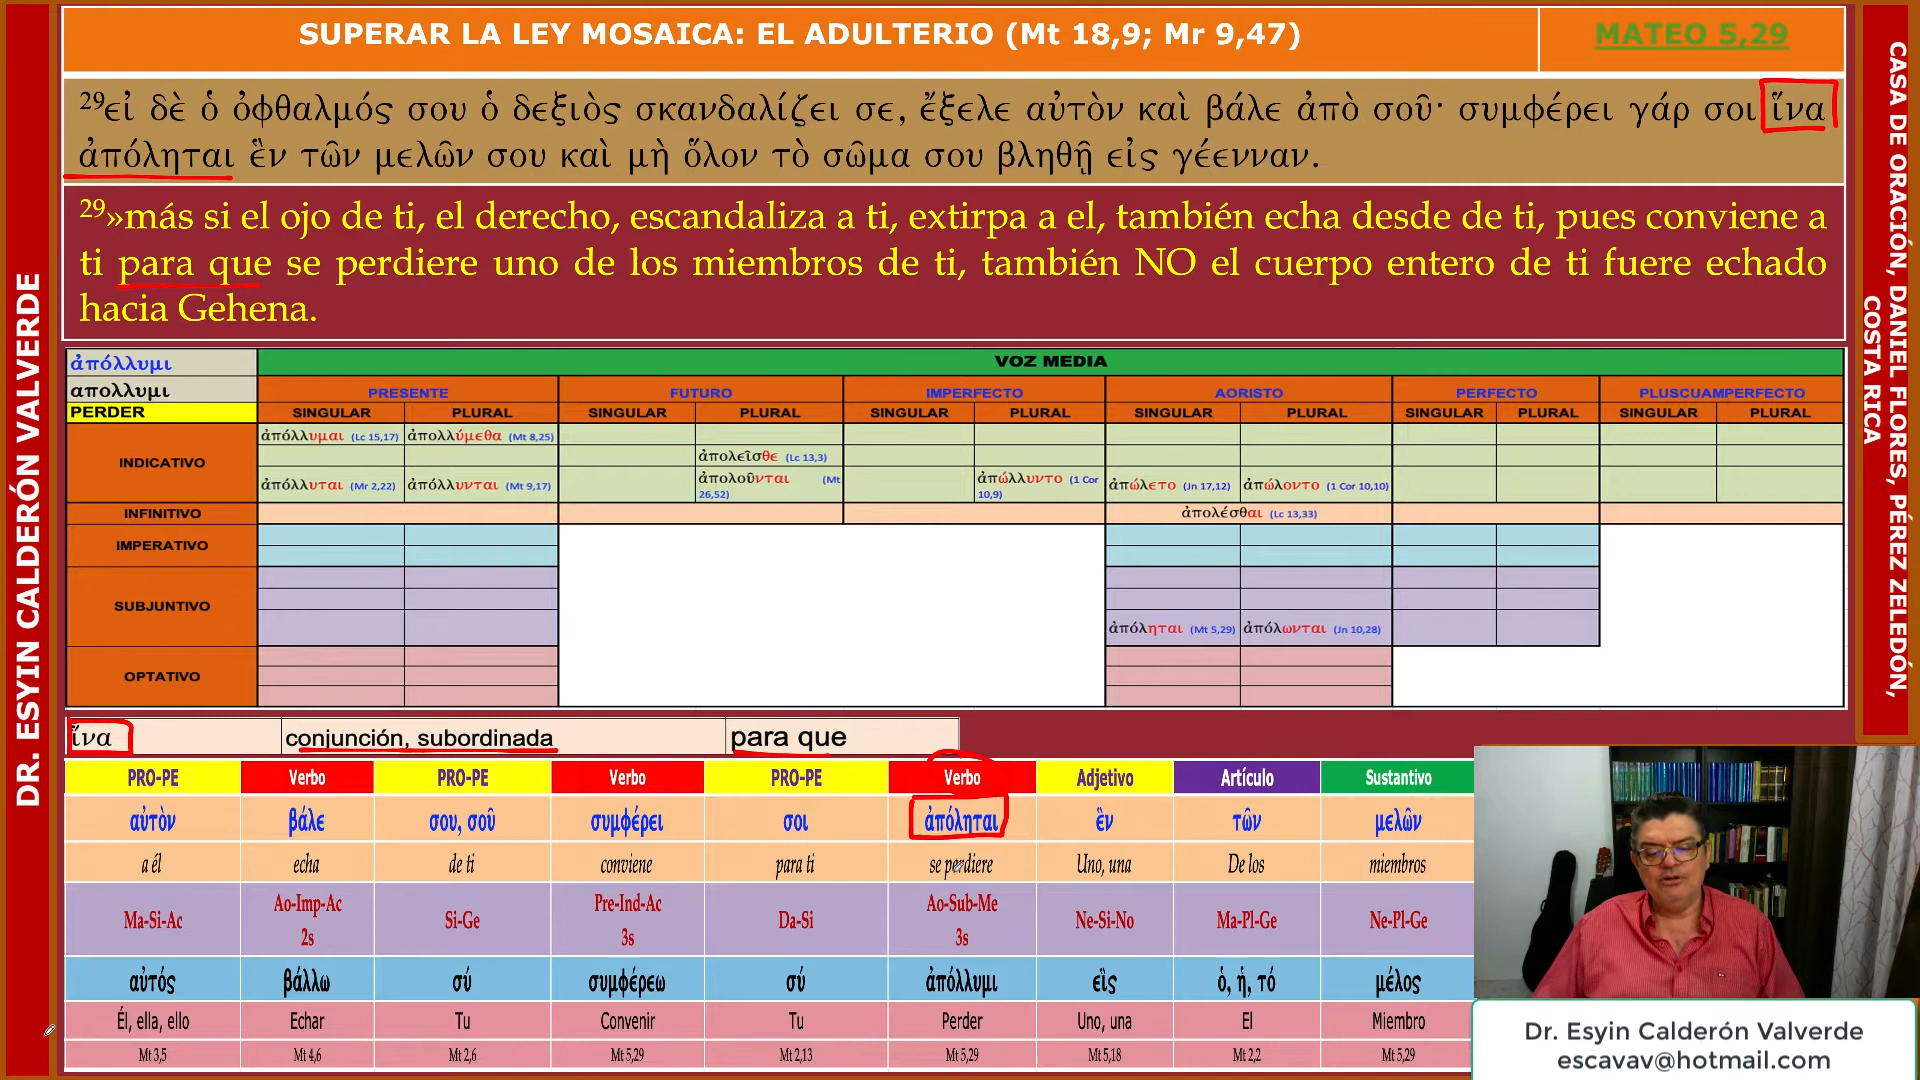 SUPERAR LA LEY MOSAICA: EL ADULTERIO (Mt 18,9; Mr 9,47)
MATEO 5,29
²⁹εἰ δὲ ὁ ὀφθαλμός σου ὁ δεξιὸς σκανδαλίζει σε, ἔξελε αὐτὸν καὶ βάλε ἀπὸ σοῦ· συμφέρει γάρ σοι ἵνα
ἀπόληται ἓν τῶν μελῶν σου καὶ μὴ ὅλον τὸ σῶμα σου βληθῇ εἰς γέενναν.
²⁹»más si el ojo de ti, el derecho, escandaliza a ti, extirpa a el, también echa desde de ti, pues conviene a
ti para que se perdiere uno de los miembros de ti, también NO el cuerpo entero de ti fuere echado
hacia Gehena.
ἀπόλλυμι VOZ MEDIA
απολλυμι PRESENTE FUTURO IMPERFECTO AORISTO PERFECTO PLUSCUAMPERFECTO
PERDER SINGULAR PLURAL SINGULAR PLURAL SINGULAR PLURAL SINGULAR PLURAL SINGULAR PLURAL SINGULAR PLURAL
INDICATIVO
ἀπόλλυμαι (Lc 15,17) ἀπολλύμεθα (Mt 8,25)
ἀπολεῖσθε (Lc 13,3)
ἀπόλλυται (Mr 2,22) ἀπόλλυνται (Mt 9,17) ἀπολοῦνται (Mt 26,52) ἀπώλλυντο (1 Cor 10,9) ἀπώλετο (Jn 17,12) ἀπώλοντο (1 Cor 10,10)
INFINITIVO ἀπολέσθαι (Lc 13,33)
IMPERATIVO
SUBJUNTIVO
ἀπόληται (Mt 5,29) ἀπόλωνται (Jn 10,28)
OPTATIVO
ἵνα conjunción, subordinada para que
PRO-PE Verbo PRO-PE Verbo PRO-PE Verbo Adjetivo Artículo Sustantivo
αὐτὸν βάλε σου, σοῦ συμφέρει σοι ἀπόληται ἓν τῶν μελῶν
a él echa de ti conviene para ti se perdiere Uno, una De los miembros
Ma-Si-Ac Ao-Imp-Ac 2s Si-Ge Pre-Ind-Ac 3s Da-Si Ao-Sub-Me 3s Ne-Si-No Ma-Pl-Ge Ne-Pl-Ge
αὐτός βάλλω σύ συμφέρεω σύ ἀπόλλυμι εἷς ὁ, ἡ, τό μέλος
Él, ella, ello Echar Tu Convenir Tu Perder Uno, una El Miembro
Mt 3,5 Mt 4,6 Mt 2,6 Mt 5,29 Mt 2,13 Mt 5,29 Mt 5,18 Mt 2,2 Mt 5,29
DR. ESYIN CALDERÓN VALVERDE
CASA DE ORACIÓN, DANIEL FLORES, PÉREZ ZELEDÓN,
COSTA RICA
Dr. Esyin Calderón Valverde
escavav@hotmail.com